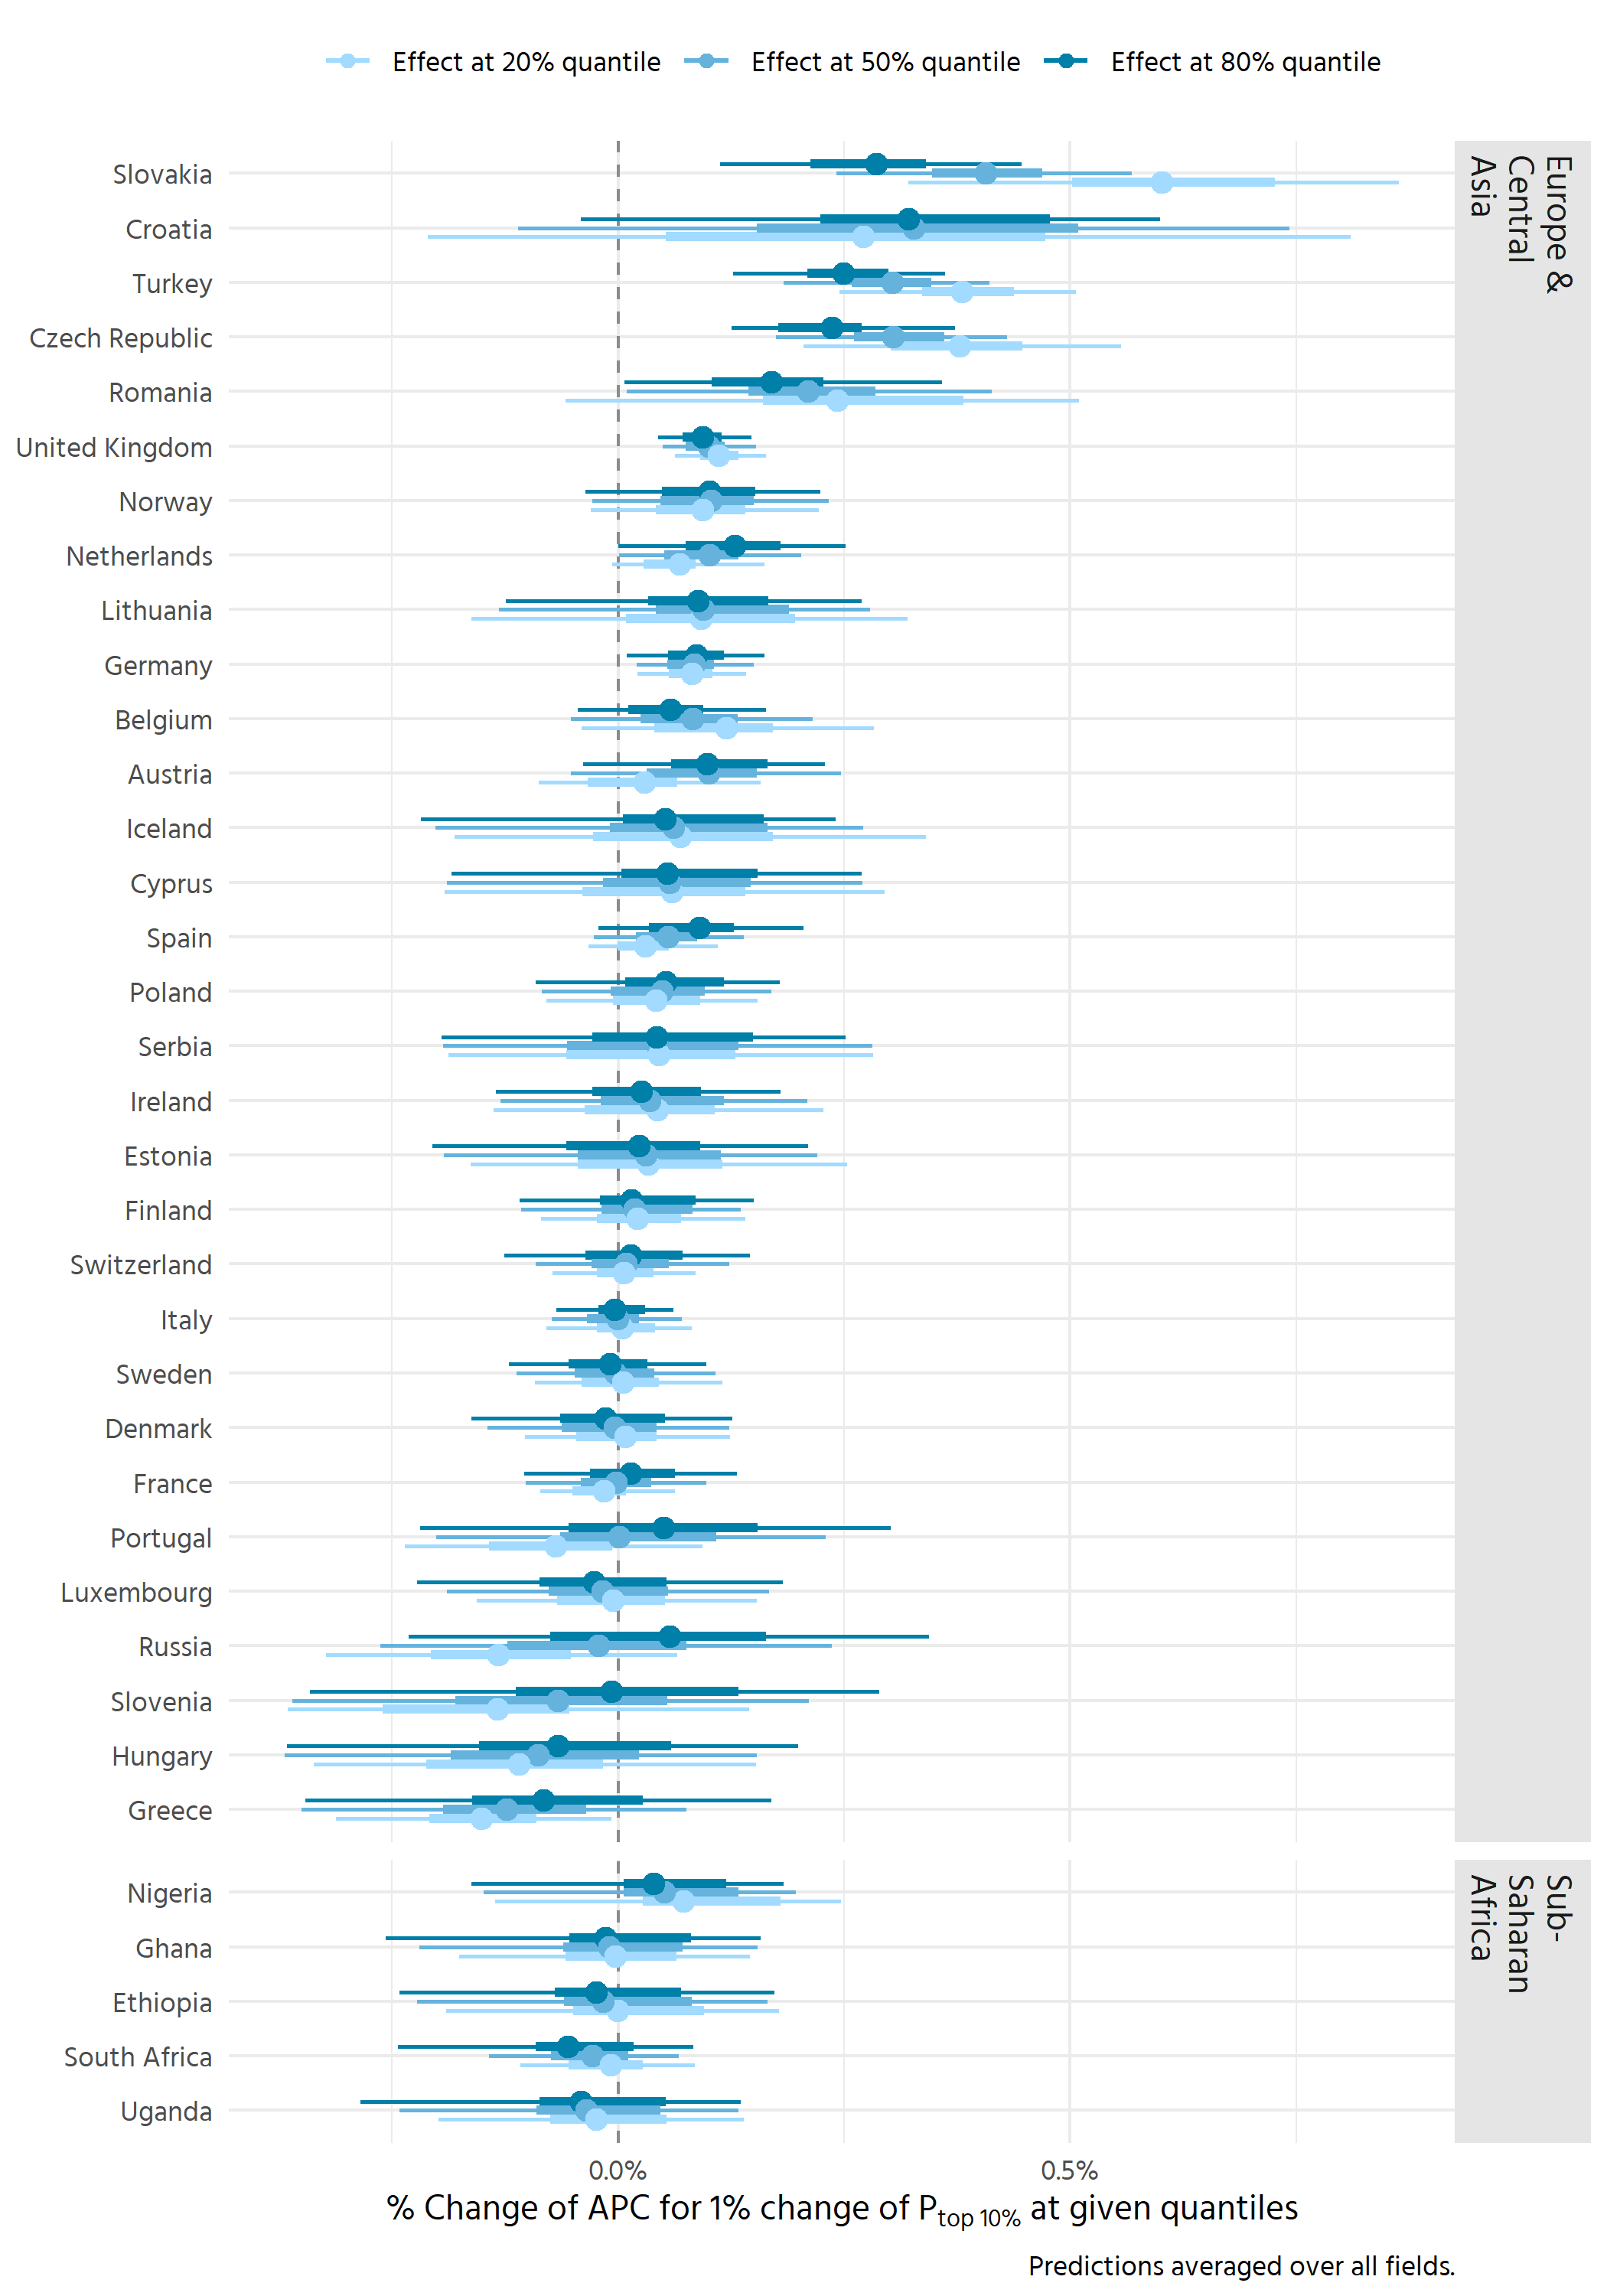 Effect at 20% quantile Effect at 50% quantile Effect at 80% quantile
Europe &
Central
Asia
Slovakia
Croatia
Turkey
Czech Republic
Romania
United Kingdom
Norway
Netherlands
Lithuania
Germany
Belgium
Austria
Iceland
Cyprus
Spain
Poland
Serbia
Ireland
Estonia
Finland
Switzerland
Italy
Sweden
Denmark
France
Portugal
Luxembourg
Russia
Slovenia
Hungary
Greece
Sub-
Saharan
Africa
Nigeria
Ghana
Ethiopia
South Africa
Uganda
0.0% 0.5%
% Change of APC for 1% change of Ptop 10% at given quantiles
Predictions averaged over all fields.